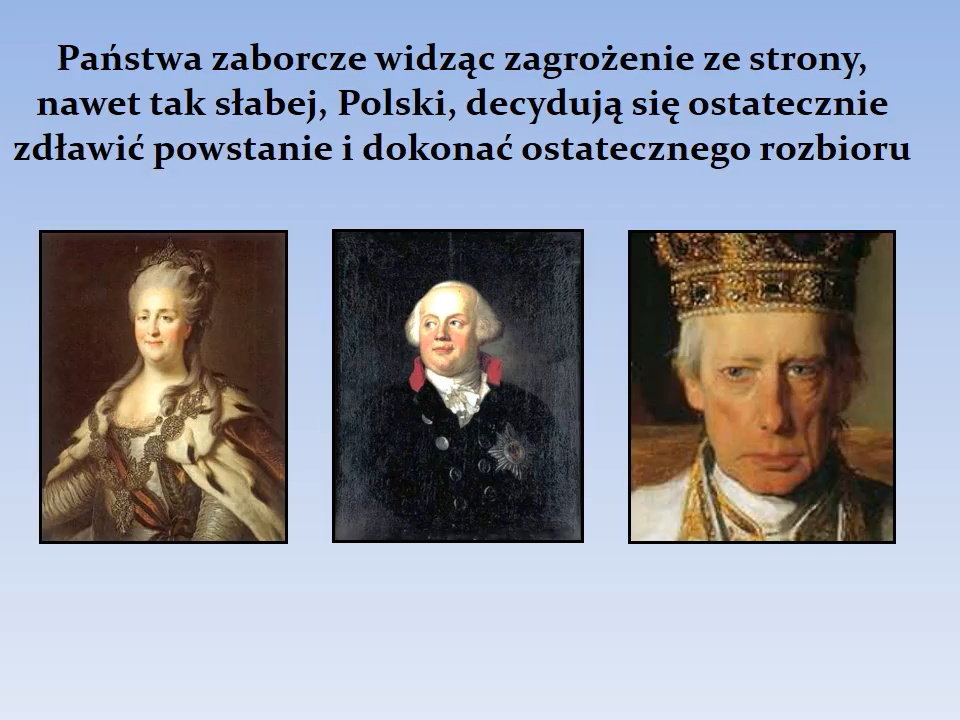 Państwa zaborcze widząc zagrożenie ze strony,
nawet tak słabej, Polski, decydują się ostatecznie
zdławić powstanie i dokonać ostatecznego rozbioru